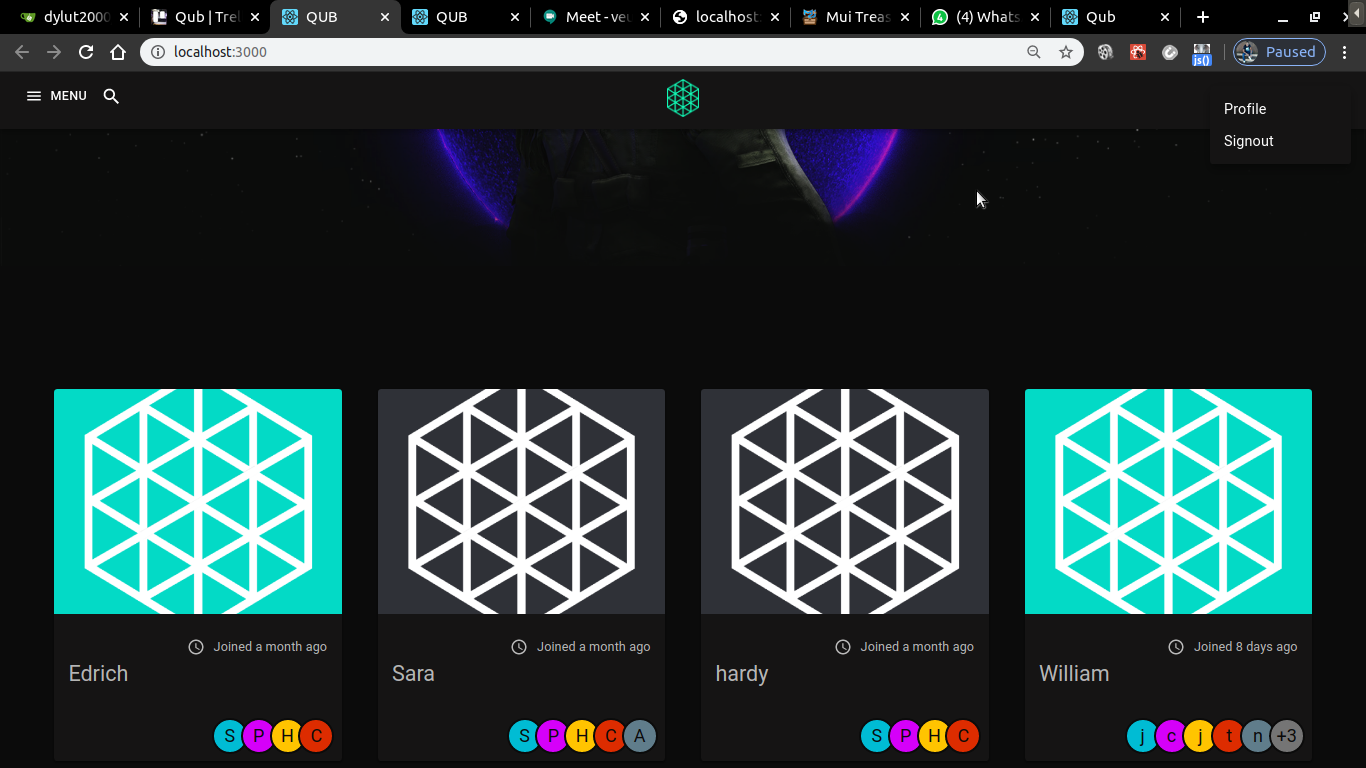 dylut2000
Qub | Trel
QUB
QUB
Meet - veu
localhost:
Mui Treas
(4) Whats
Qub
localhost:3000
js()
Paused
MENU
Profile
Signout
Joined a month ago
Edrich
S P H C
Joined a month ago
Sara
S P H C A
Joined a month ago
hardy
S P H C
Joined 8 days ago
William
j c j t n +3